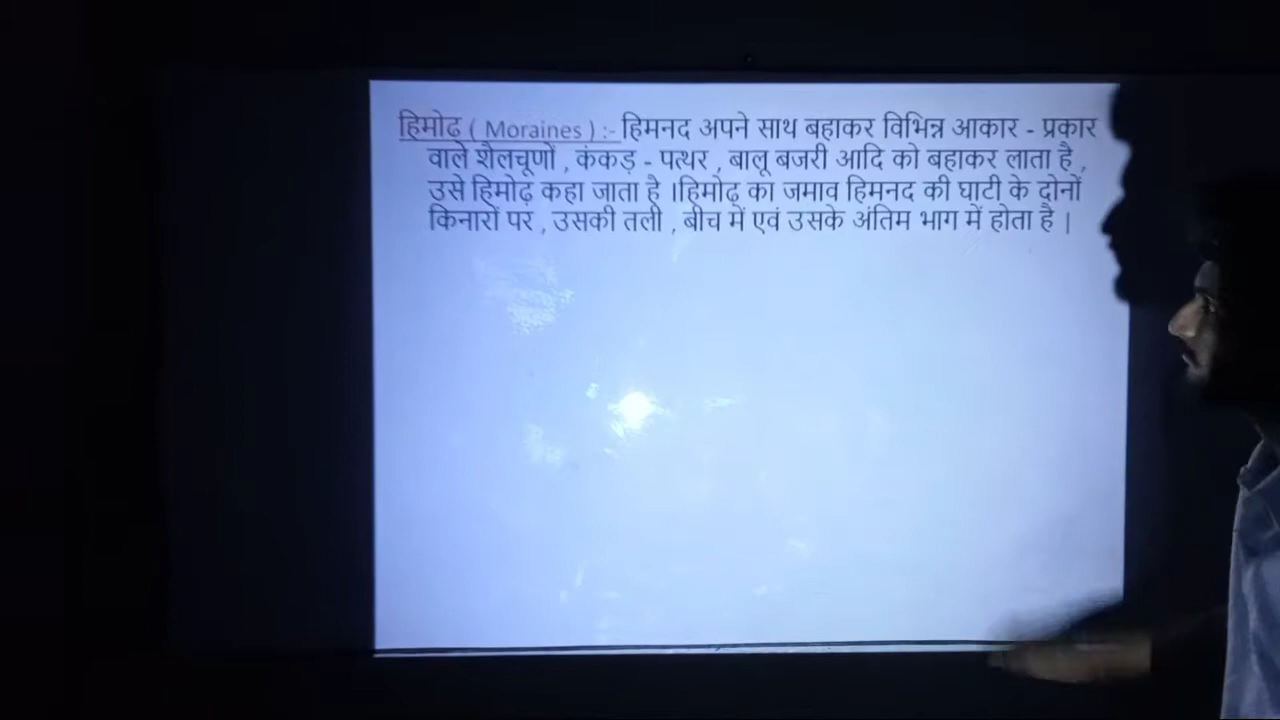 हिमोढ ( Moraines ) :- हिमनद अपने साथ बहाकर विभिन्न आकार - प्रकार
वाले शैलचूणों , कंकड़ - पत्थर , बालू बजरी आदि को बहाकर लाता है ,
उसे हिमोढ़ कहा जाता है ।हिमोढ़ का जमाव हिमनद की घाटी के दोनों
किनारों पर , उसकी तली , बीच में एवं उसके अंतिम भाग में होता है |